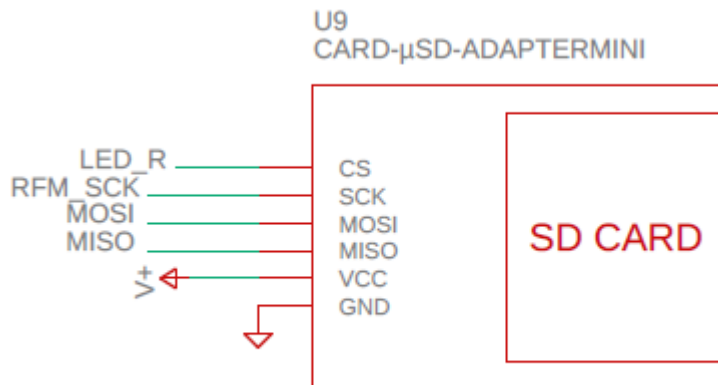 U9
CARD-µSD-ADAPTERMINI
LED_R
CS
RFM_SCK
SCK
MOSI
MOSI
MISO
MISO
V+
VCC
GND
SD CARD